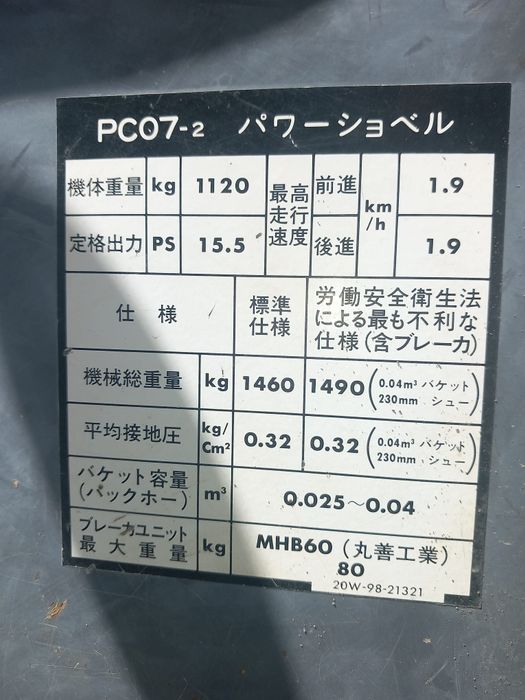 PC07-2 パワーショベル
機体重量 kg 1120 最高走行速度 前進 km/h 1.9
定格出力 PS 15.5 後進 1.9
仕様 標準仕様 労働安全衛生法による最も不利な仕様(含ブレーカ)
機械総重量 kg 1460 1490 (0.04m³ バケット 230mm シュー)
平均接地圧 kg/Cm² 0.32 0.32 (0.04m³ バケット 230mm シュー)
バケット容量(バックホー) m³ 0.025~0.04
ブレーカユニット最大重量 kg MHB60 (丸善工業) 80
20W-98-21321